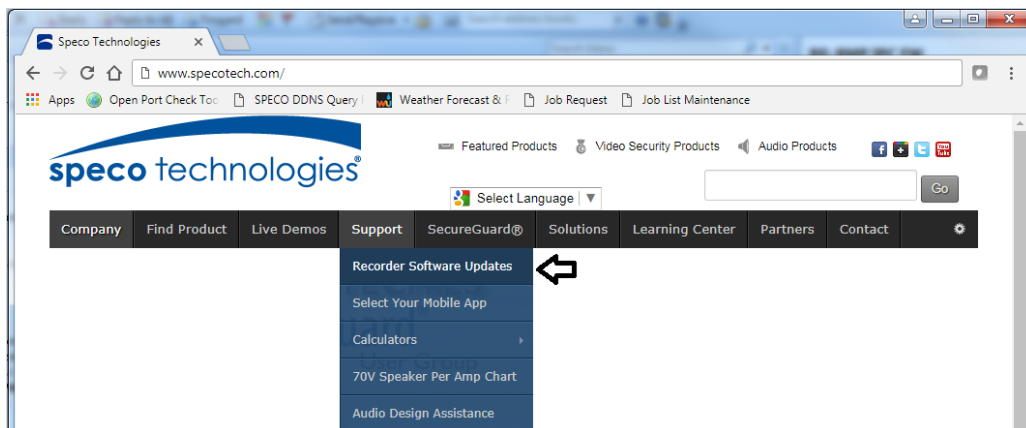 Speco Technologies
www.specotech.com/
Apps Open Port Check Too SPECO DDNS Query Weather Forecast & Job Request Job List Maintenance
speco technologies®
Featured Products Video Security Products Audio Products
Select Language ▼
Go
Company Find Product Live Demos Support SecureGuard® Solutions Learning Center Partners Contact
Recorder Software Updates
Select Your Mobile App
Calculators
User Group
70V Speaker Per Amp Chart
Audio Design Assistance